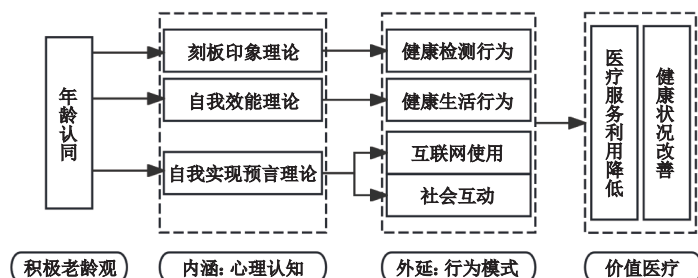 年龄认同
刻板印象理论
自我效能理论
自我实现预言理论
健康检测行为
健康生活行为
互联网使用
社会互动
医疗服务利用降低
健康状况改善
积极老龄观
内涵：心理认知
外延：行为模式
价值医疗